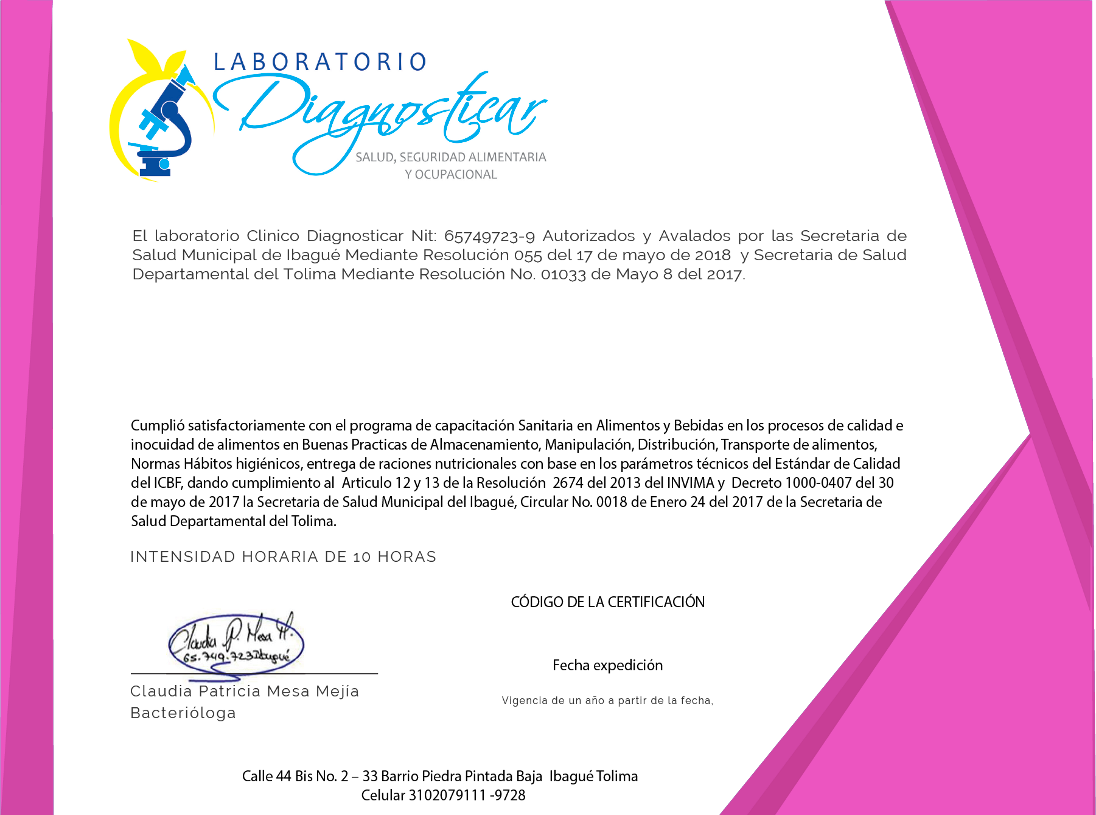 LABORATORIO
Diagnosticar
SALUD, SEGURIDAD ALIMENTARIA
Y OCUPACIONAL
El laboratorio Clinico Diagnosticar Nit: 65749723-9 Autorizados y Avalados por las Secretaria de
Salud Municipal de Ibagué Mediante Resolución 055 del 17 de mayo de 2018 y Secretaria de Salud
Departamental del Tolima Mediante Resolución No. 01033 de Mayo 8 del 2017.
Cumplió satisfactoriamente con el programa de capacitación Sanitaria en Alimentos y Bebidas en los procesos de calidad e
inocuidad de alimentos en Buenas Practicas de Almacenamiento, Manipulación, Distribución, Transporte de alimentos,
Normas Hábitos higiénicos, entrega de raciones nutricionales con base en los parámetros técnicos del Estándar de Calidad
del ICBF, dando cumplimiento al Articulo 12 y 13 de la Resolución 2674 del 2013 del INVIMA y Decreto 1000-0407 del 30
de mayo de 2017 la Secretaria de Salud Municipal del Ibagué, Circular No. 0018 de Enero 24 del 2017 de la Secretaria de
Salud Departamental del Tolima.
INTENSIDAD HORARIA DE 10 HORAS
CÓDIGO DE LA CERTIFICACIÓN
Claudia P. Mesa M.
65.749.723 Ibagué
Fecha expedición
Claudia Patricia Mesa Mejía
Vigencia de un año a partir de la fecha,
Bacterióloga
Calle 44 Bis No. 2 – 33 Barrio Piedra Pintada Baja Ibagué Tolima
Celular 3102079111 -9728